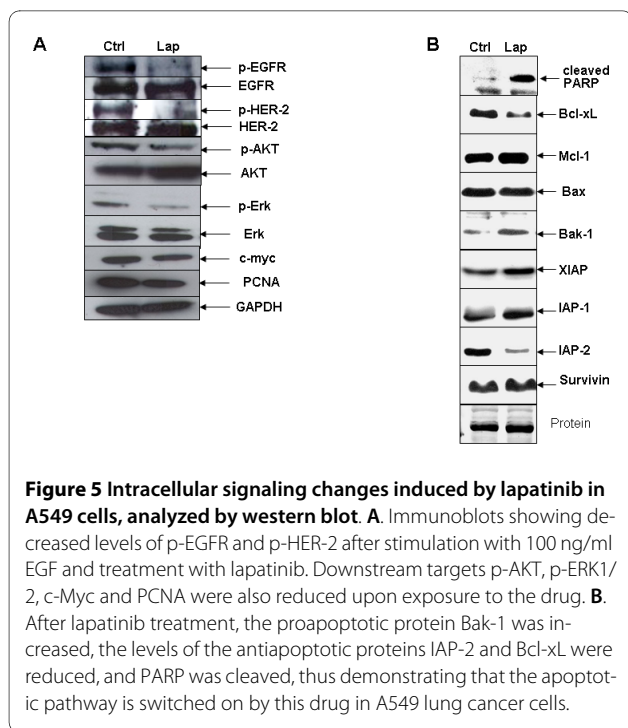 A
Ctrl Lap
p-EGFR
EGFR
p-HER-2
HER-2
p-AKT
AKT
p-Erk
Erk
c-myc
PCNA
GAPDH
B
Ctrl Lap
cleaved
PARP
Bcl-xL
Mcl-1
Bax
Bak-1
XIAP
IAP-1
IAP-2
Survivin
Protein
Figure 5 Intracellular signaling changes induced by lapatinib in
A549 cells, analyzed by western blot. A. Immunoblots showing de-
creased levels of p-EGFR and p-HER-2 after stimulation with 100 ng/ml
EGF and treatment with lapatinib. Downstream targets p-AKT, p-ERK1/
2, c-Myc and PCNA were also reduced upon exposure to the drug. B.
After lapatinib treatment, the proapoptotic protein Bak-1 was in-
creased, the levels of the antiapoptotic proteins IAP-2 and Bcl-xL were
reduced, and PARP was cleaved, thus demonstrating that the apoptot-
ic pathway is switched on by this drug in A549 lung cancer cells.